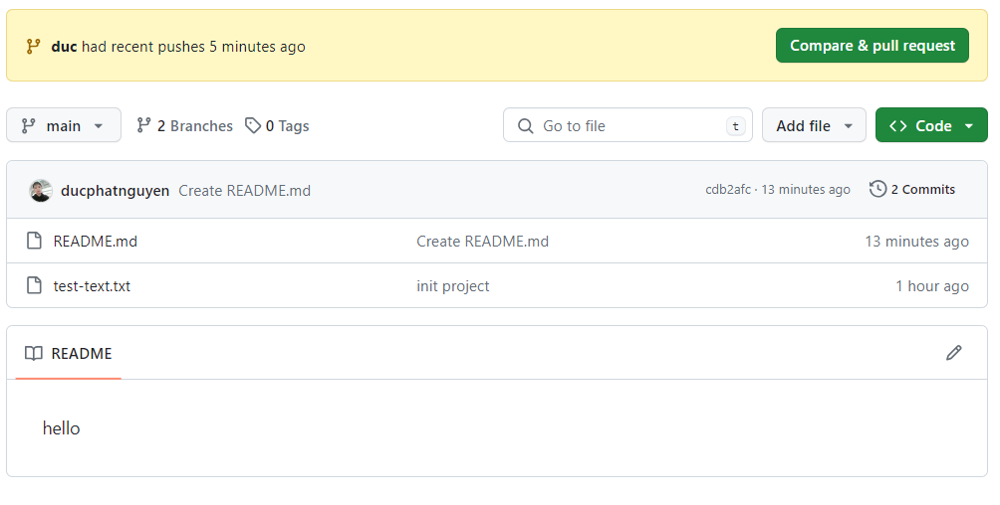 duc had recent pushes 5 minutes ago Compare & pull request
main 2 Branches 0 Tags Go to file t Add file Code
ducphatnguyen Create README.md cdb2afc · 13 minutes ago 2 Commits
README.md Create README.md 13 minutes ago
test-text.txt init project 1 hour ago
README
hello